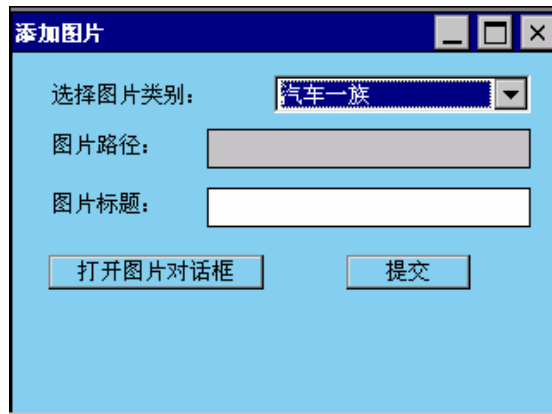 添加图片
选择图片类别： 汽车一族
图片路径：
图片标题：
打开图片对话框 提交